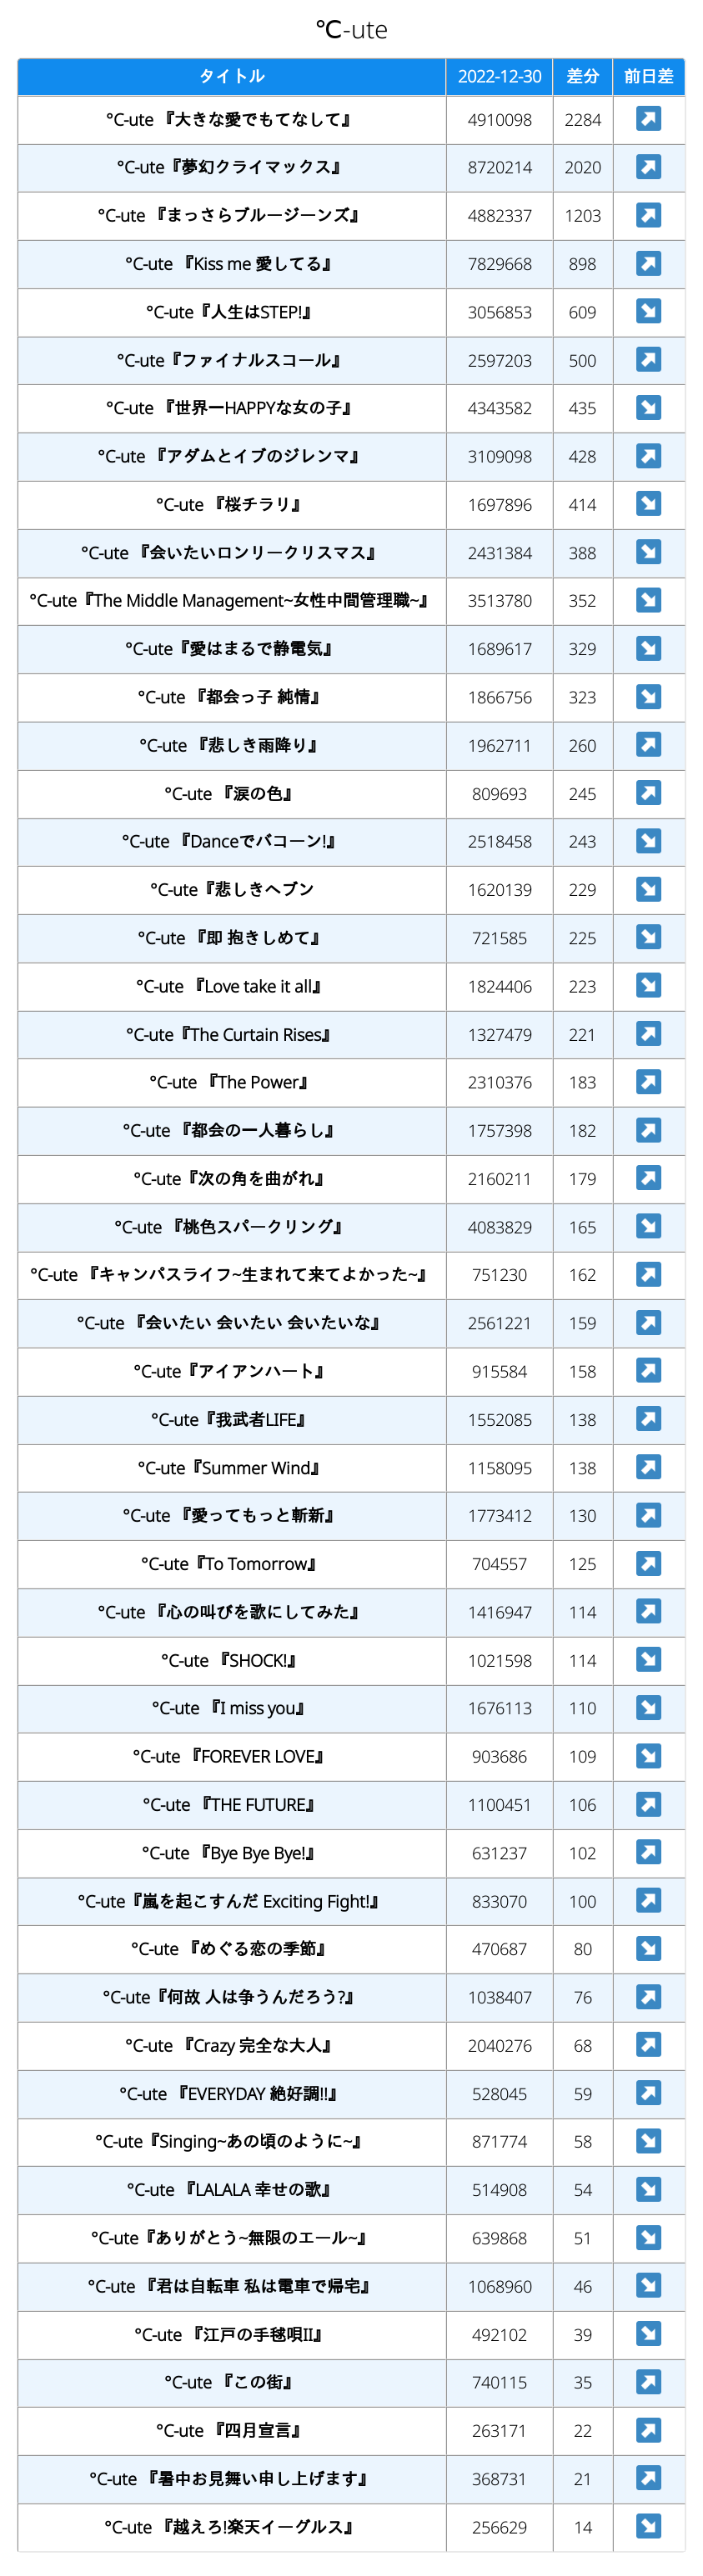 ℃-ute
タイトル 2022-12-30 差分 前日差
°C-ute 『大きな愛でもてなして』 4910098 2284 ↗
°C-ute『夢幻クライマックス』 8720214 2020 ↗
°C-ute 『まっさらブルージーンズ』 4882337 1203 ↗
°C-ute 『Kiss me 愛してる』 7829668 898 ↗
°C-ute『人生はSTEP!』 3056853 609 ↘
°C-ute『ファイナルスコール』 2597203 500 ↗
°C-ute 『世界一HAPPYな女の子』 4343582 435 ↘
°C-ute 『アダムとイブのジレンマ』 3109098 428 ↗
°C-ute 『桜チラリ』 1697896 414 ↘
°C-ute 『会いたいロンリークリスマス』 2431384 388 ↘
°C-ute『The Middle Management~女性中間管理職~』 3513780 352 ↘
°C-ute『愛はまるで静電気』 1689617 329 ↘
°C-ute 『都会っ子 純情』 1866756 323 ↘
°C-ute 『悲しき雨降り』 1962711 260 ↗
°C-ute 『涙の色』 809693 245 ↗
°C-ute 『Danceでバコーン!』 2518458 243 ↘
°C-ute『悲しきヘブン 1620139 229 ↘
°C-ute 『即 抱きしめて』 721585 225 ↘
°C-ute 『Love take it all』 1824406 223 ↘
°C-ute『The Curtain Rises』 1327479 221 ↗
°C-ute 『The Power』 2310376 183 ↗
°C-ute 『都会の一人暮らし』 1757398 182 ↗
°C-ute『次の角を曲がれ』 2160211 179 ↗
°C-ute 『桃色スパークリング』 4083829 165 ↘
°C-ute 『キャンパスライフ~生まれて来てよかった~』 751230 162 ↗
°C-ute 『会いたい 会いたい 会いたいな』 2561221 159 ↗
°C-ute『アイアンハート』 915584 158 ↗
°C-ute『我武者LIFE』 1552085 138 ↗
°C-ute『Summer Wind』 1158095 138 ↗
°C-ute 『愛ってもっと斬新』 1773412 130 ↗
°C-ute『To Tomorrow』 704557 125 ↗
°C-ute 『心の叫びを歌にしてみた』 1416947 114 ↗
°C-ute 『SHOCK!』 1021598 114 ↘
°C-ute 『I miss you』 1676113 110 ↘
°C-ute 『FOREVER LOVE』 903686 109 ↘
°C-ute 『THE FUTURE』 1100451 106 ↗
°C-ute 『Bye Bye Bye!』 631237 102 ↗
°C-ute『嵐を起こすんだ Exciting Fight!』 833070 100 ↗
°C-ute 『めぐる恋の季節』 470687 80 ↘
°C-ute『何故 人は争うんだろう?』 1038407 76 ↗
°C-ute 『Crazy 完全な大人』 2040276 68 ↗
°C-ute 『EVERYDAY 絶好調!!』 528045 59 ↗
°C-ute『Singing~あの頃のように~』 871774 58 ↘
°C-ute 『LALALA 幸せの歌』 514908 54 ↘
°C-ute『ありがとう~無限のエール~』 639868 51 ↘
°C-ute 『君は自転車 私は電車で帰宅』 1068960 46 ↘
°C-ute 『江戸の手毬唄II』 492102 39 ↘
°C-ute 『この街』 740115 35 ↗
°C-ute 『四月宣言』 263171 22 ↗
°C-ute 『暑中お見舞い申し上げます』 368731 21 ↗
°C-ute 『越えろ!楽天イーグルス』 256629 14 ↘